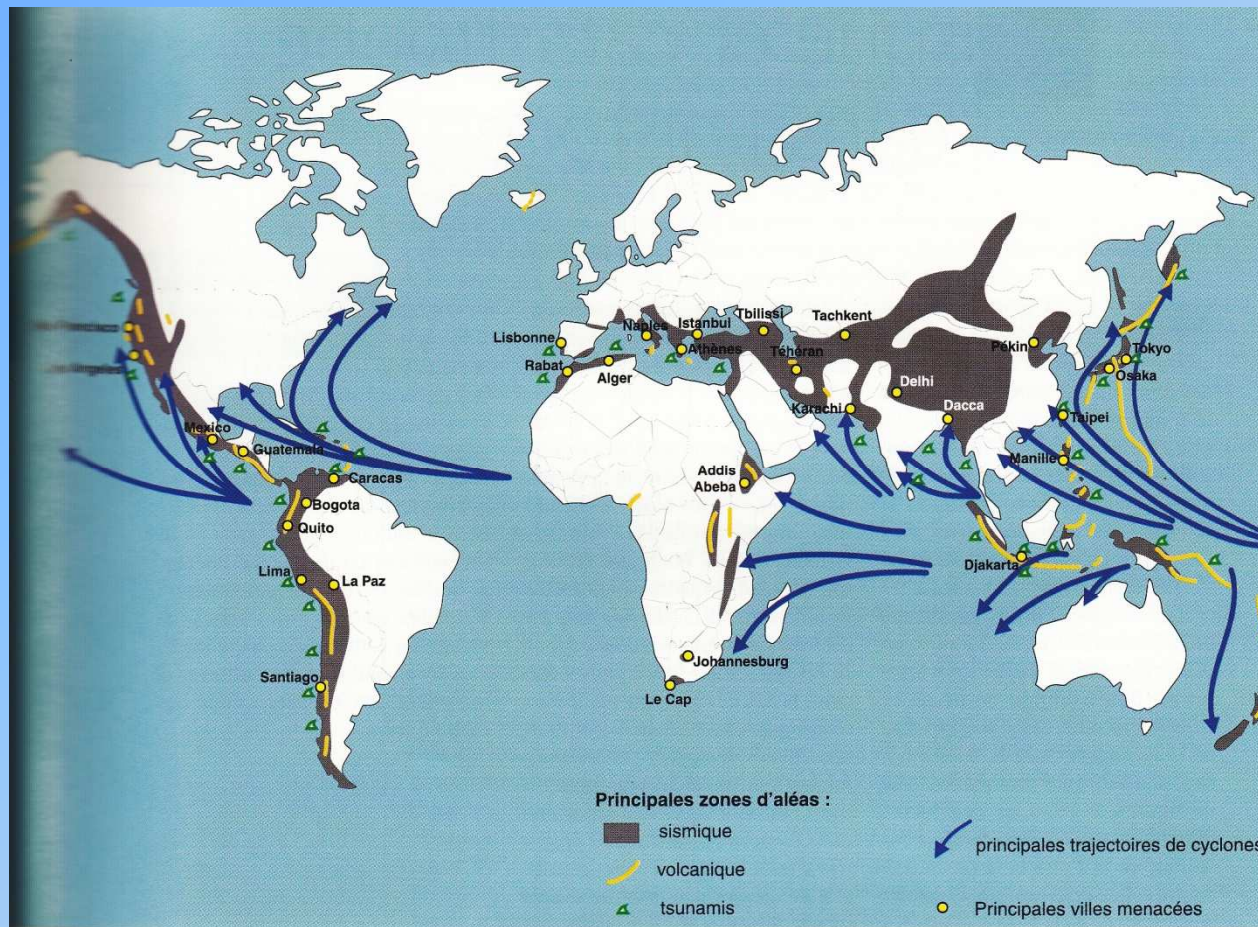 Lisbonne
Rabat
Alger
Naples
Istanbul
Athènes
Tbilissi
Téhéran
Tachkent
Karachi
Delhi
Dacca
Pékin
Tokyo
Osaka
Taipei
Manille
Djakarta
Mexico
Guatemala
Caracas
Bogota
Quito
Lima
La Paz
Santiago
Addis
Abeba
Johannesburg
Le Cap
Principales zones d'aléas :
sismique
volcanique
tsunamis
principales trajectoires de cyclones
Principales villes menacées